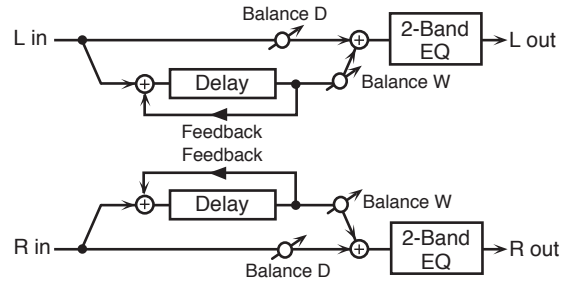 Balance D
L in
2-Band
EQ
L out
+
+
Delay
Balance W
Feedback
Feedback
+
Delay
Balance W
R in
+
2-Band
EQ
R out
Balance D